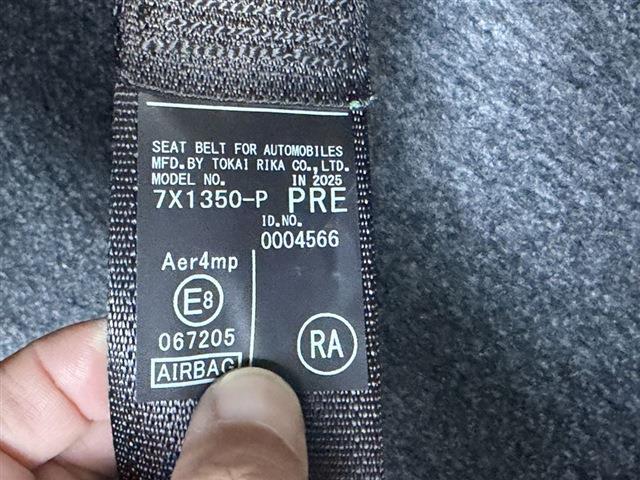 SEAT BELT FOR AUTOMOBILES
MFD.BY TOKAI RIKA CO.,LTD.
MODEL NO. IN 2025
7X1350-P PRE
ID.NO.
0004566
Aer4mp
E8
067205
RA
AIRBAG